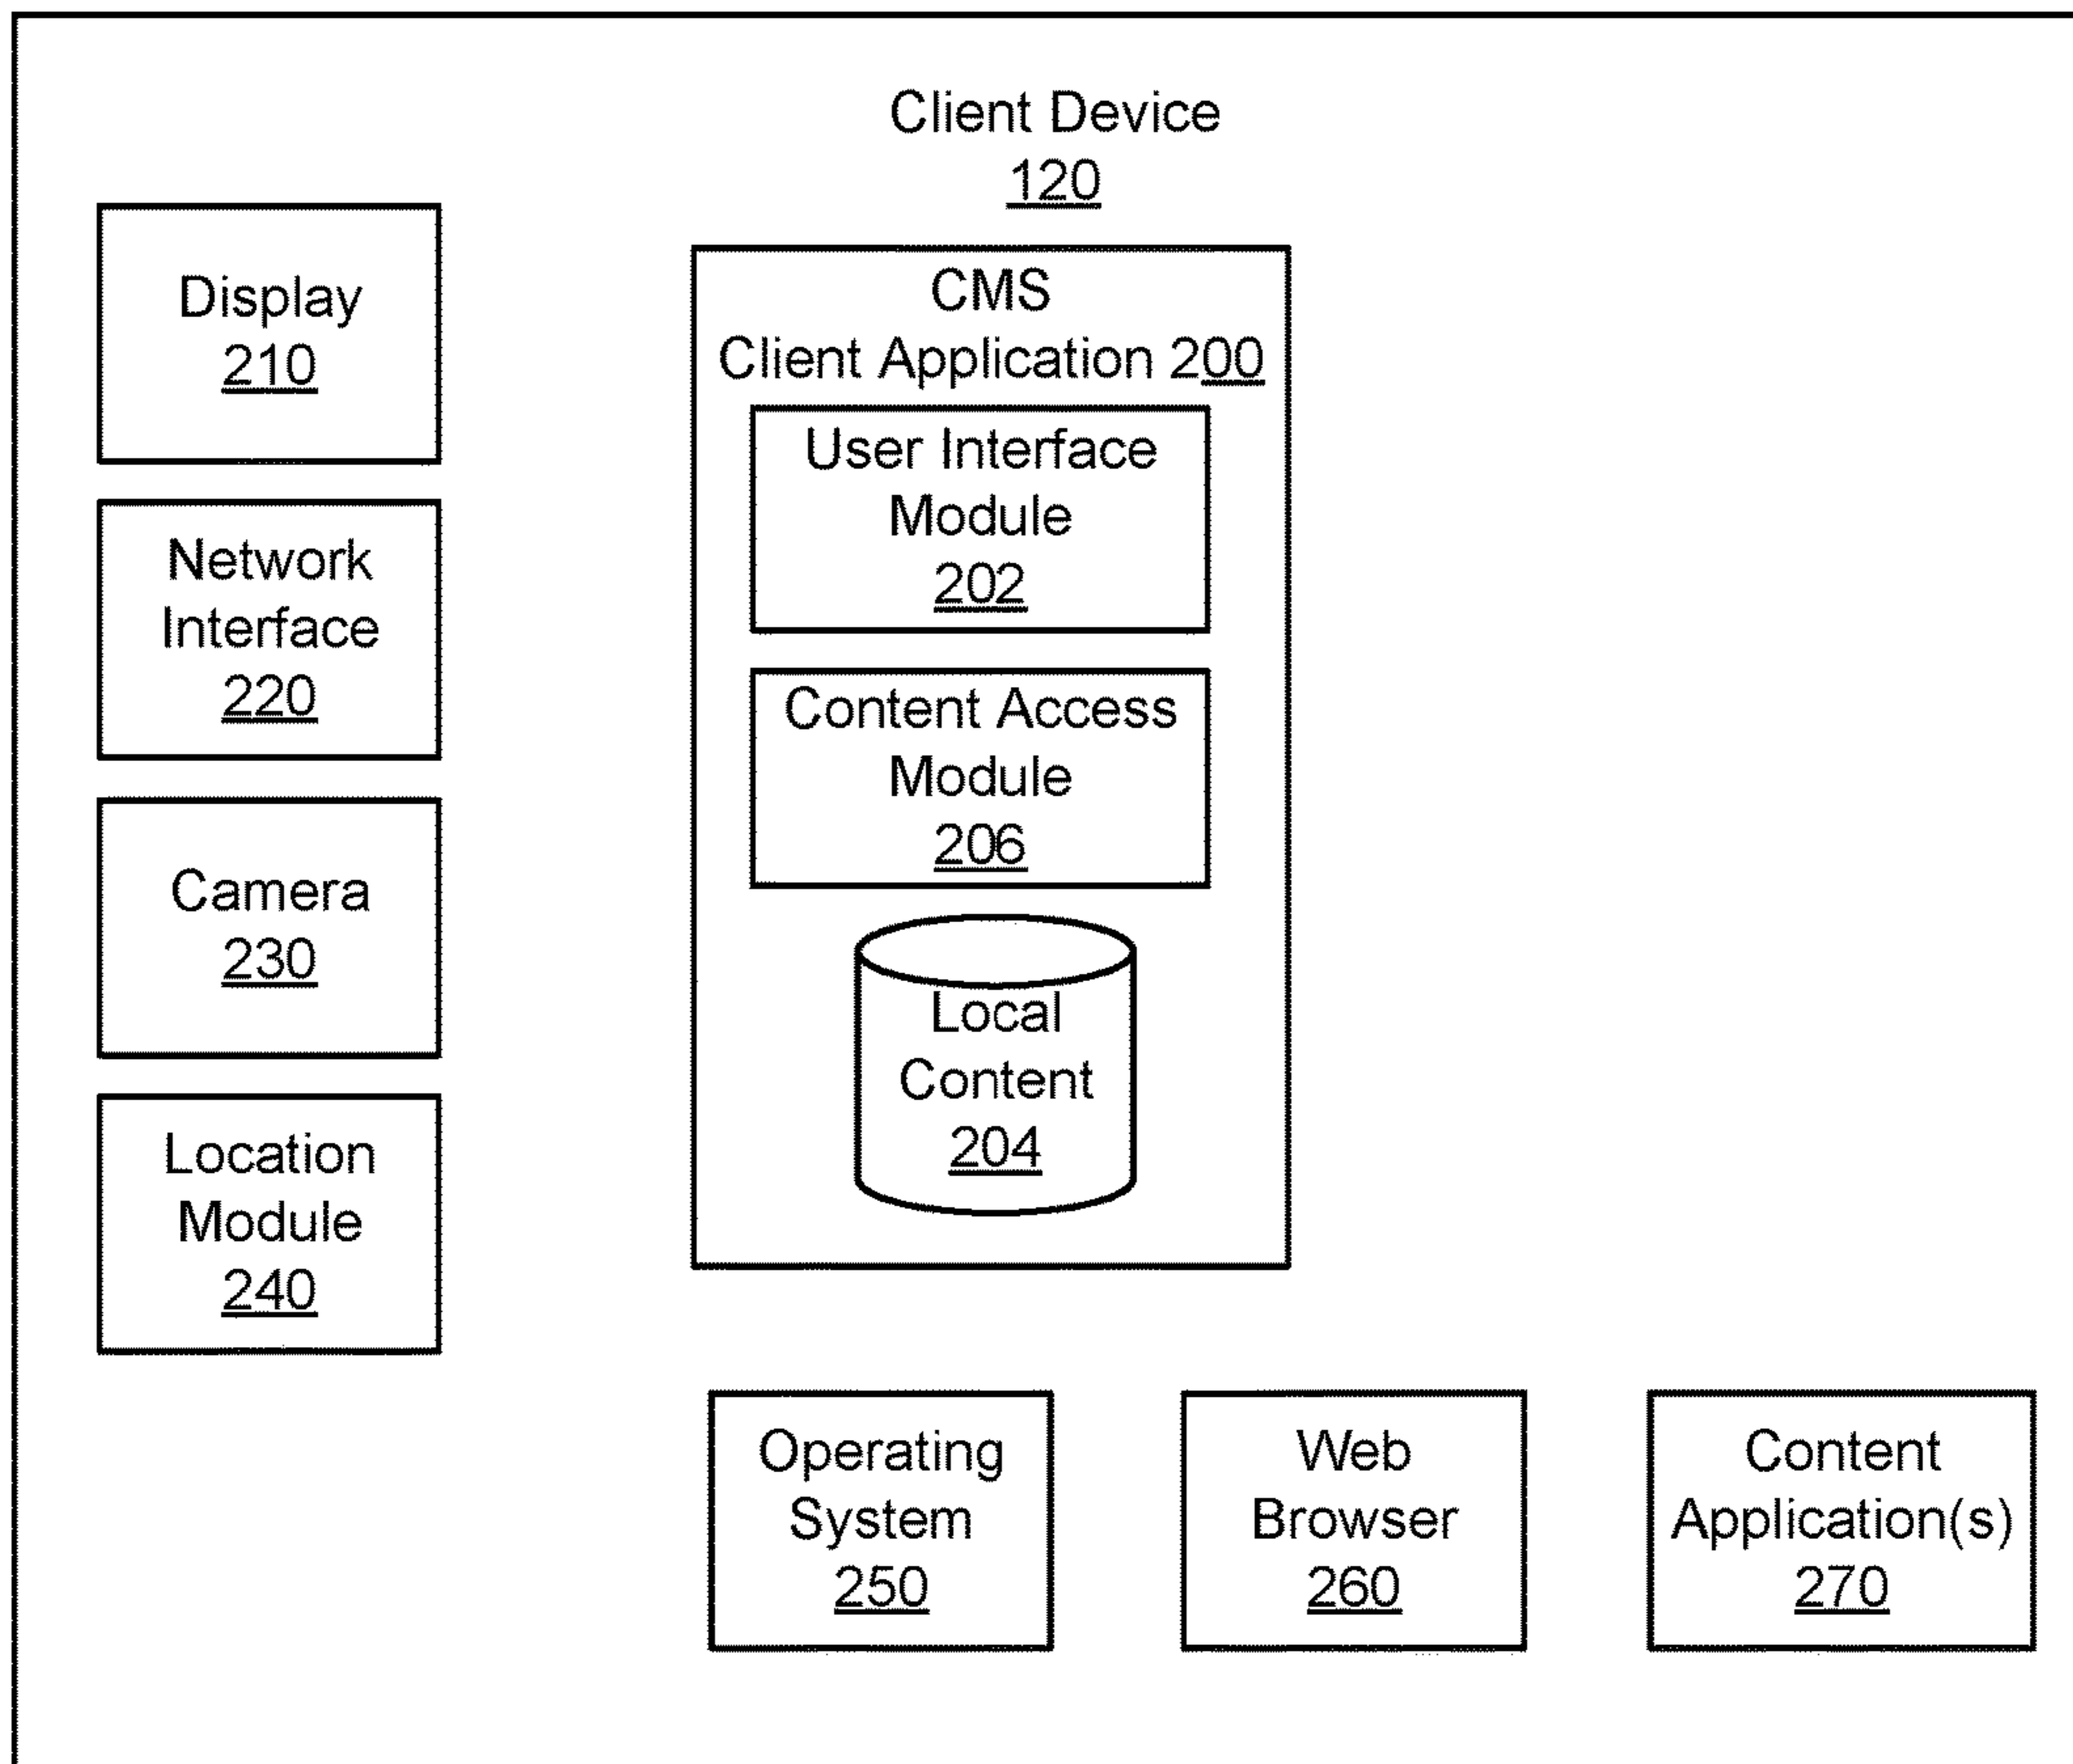 Client Device
120
Display
210
Network
Interface
220
Camera
230
Location
Module
240
CMS
Client Application 200
User Interface
Module
202
Content Access
Module
206
Local
Content
204
Operating
System
250
Web
Browser
260
Content
Application(s)
270